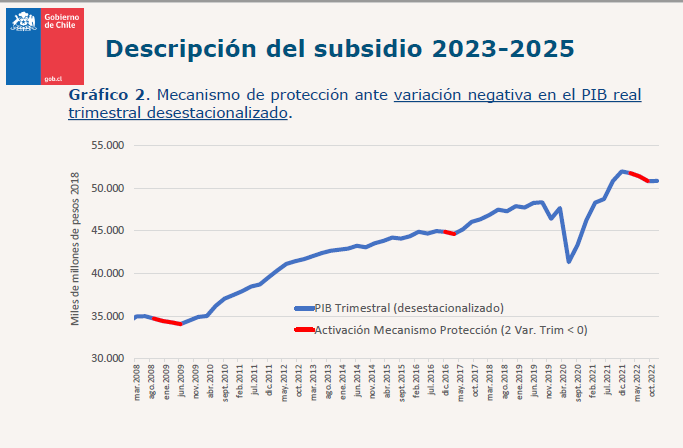 Gobierno
de Chile
gob.cl
Descripción del subsidio 2023-2025
Gráfico 2. Mecanismo de protección ante variación negativa en el PIB real
trimestral desestacionalizado.
Miles de millones de pesos 2018
55.000
50.000
45.000
40.000
35.000
30.000
PIB Trimestral (desestacionalizado)
Activación Mecanismo Protección (2 Var. Trim < 0)
mar.2008
ago.2008
ene.2009
jun.2009
nov.2009
abr.2010
sept.2010
feb.2011
jul.2011
dic.2011
may.2012
oct.2012
mar.2013
ago.2013
ene.2014
jun.2014
nov.2014
abr.2015
sept.2015
feb.2016
jul.2016
dic.2016
may.2017
oct.2017
mar.2018
ago.2018
ene.2019
jun.2019
nov.2019
abr.2020
sept.2020
feb.2021
jul.2021
dic.2021
may.2022
oct.2022